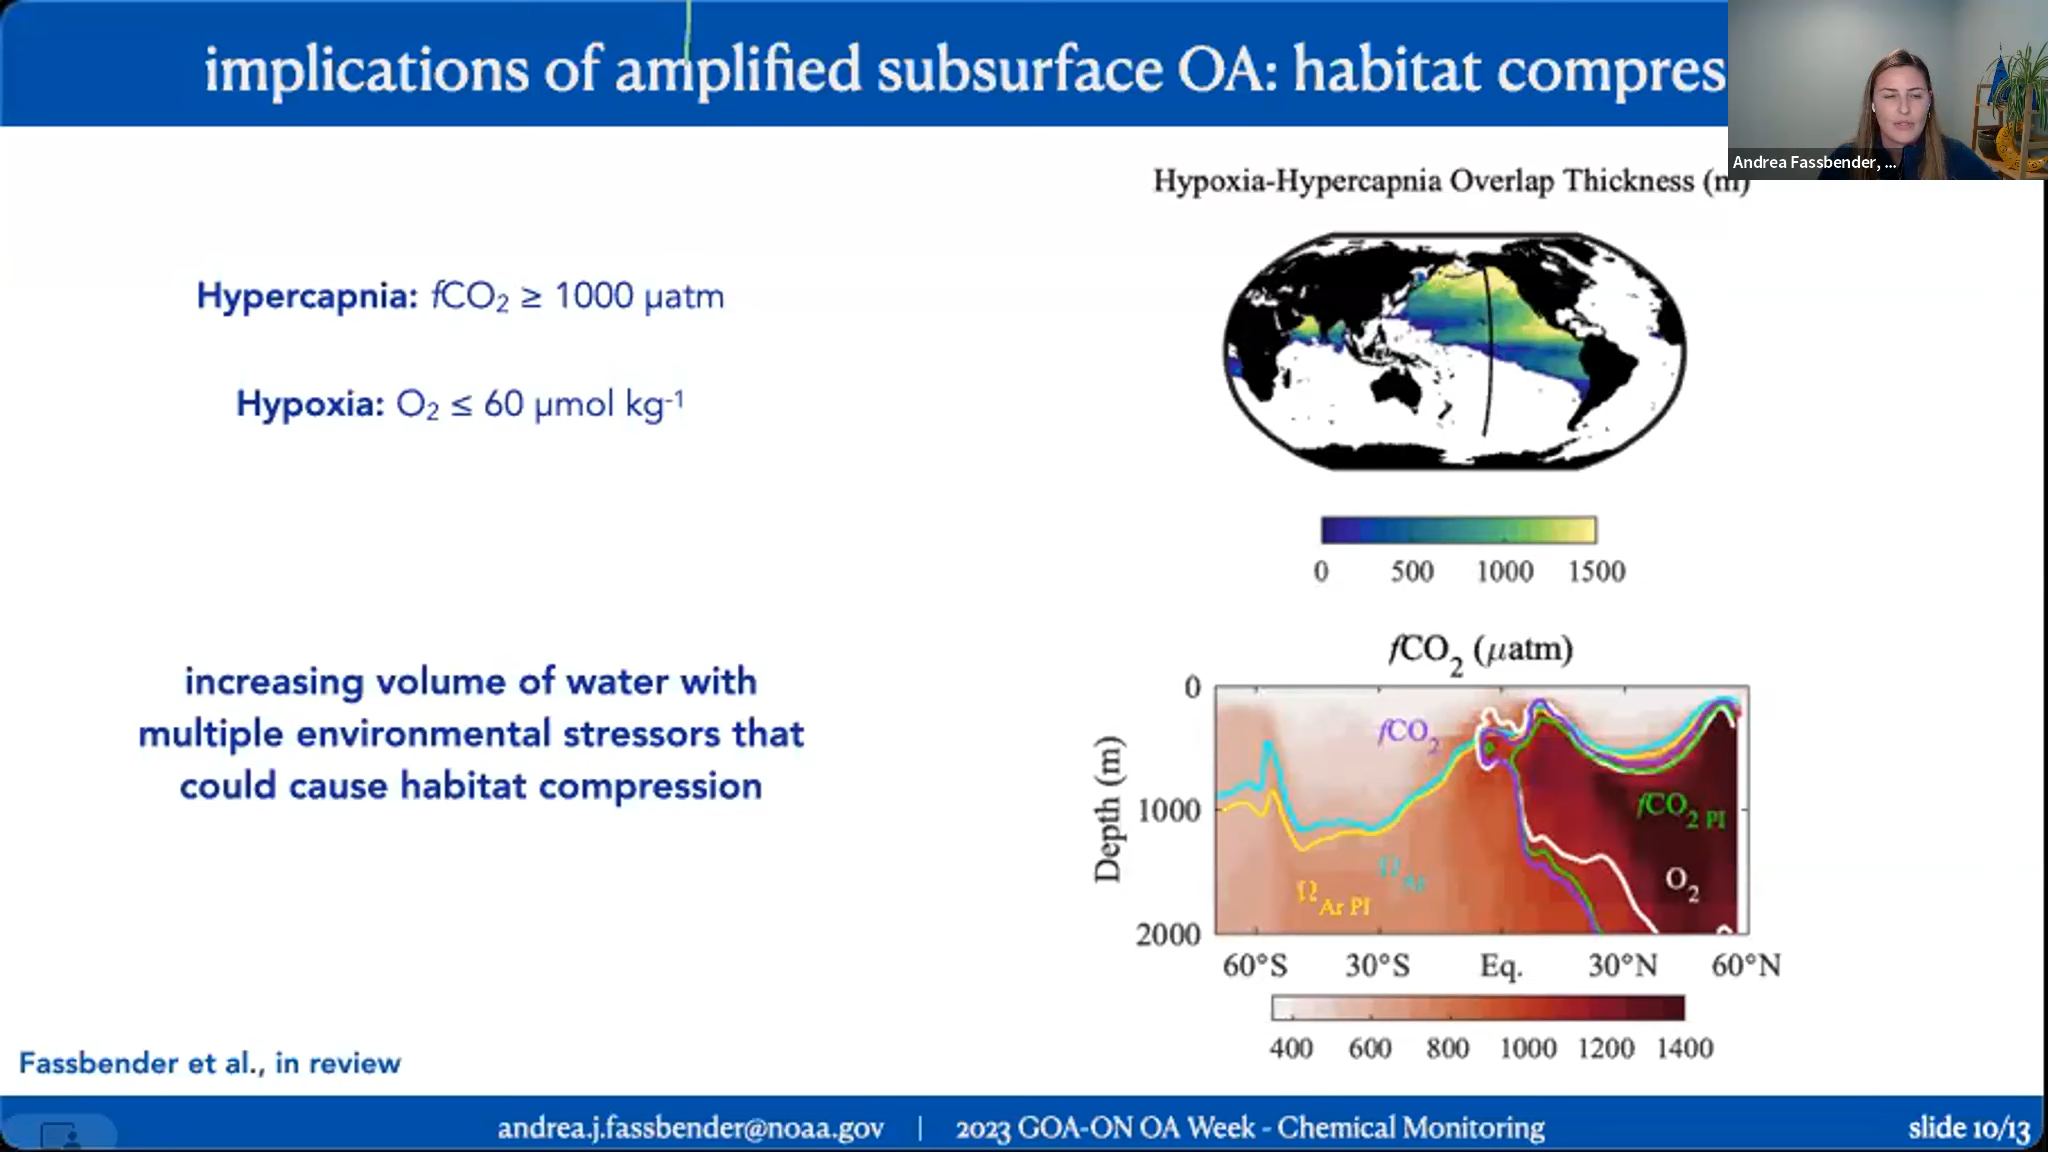 implications of amplified subsurface OA: habitat compres
Andrea Fassbender, ...
Hypoxia-Hypercapnia Overlap Thickness (m)
Hypercapnia: fCO₂ ≥ 1000 µatm
Hypoxia: O₂ ≤ 60 µmol kg⁻¹
0 500 1000 1500
increasing volume of water with
multiple environmental stressors that
could cause habitat compression
fCO₂ (µatm)
Depth (m)
0
1000
2000
fCO₂
fCO₂ PI
O₂
Ω Ar
Ω Ar PI
60°S 30°S Eq. 30°N 60°N
400 600 800 1000 1200 1400
Fassbender et al., in review
andrea.j.fassbender@noaa.gov | 2023 GOA-ON OA Week - Chemical Monitoring
slide 10/13